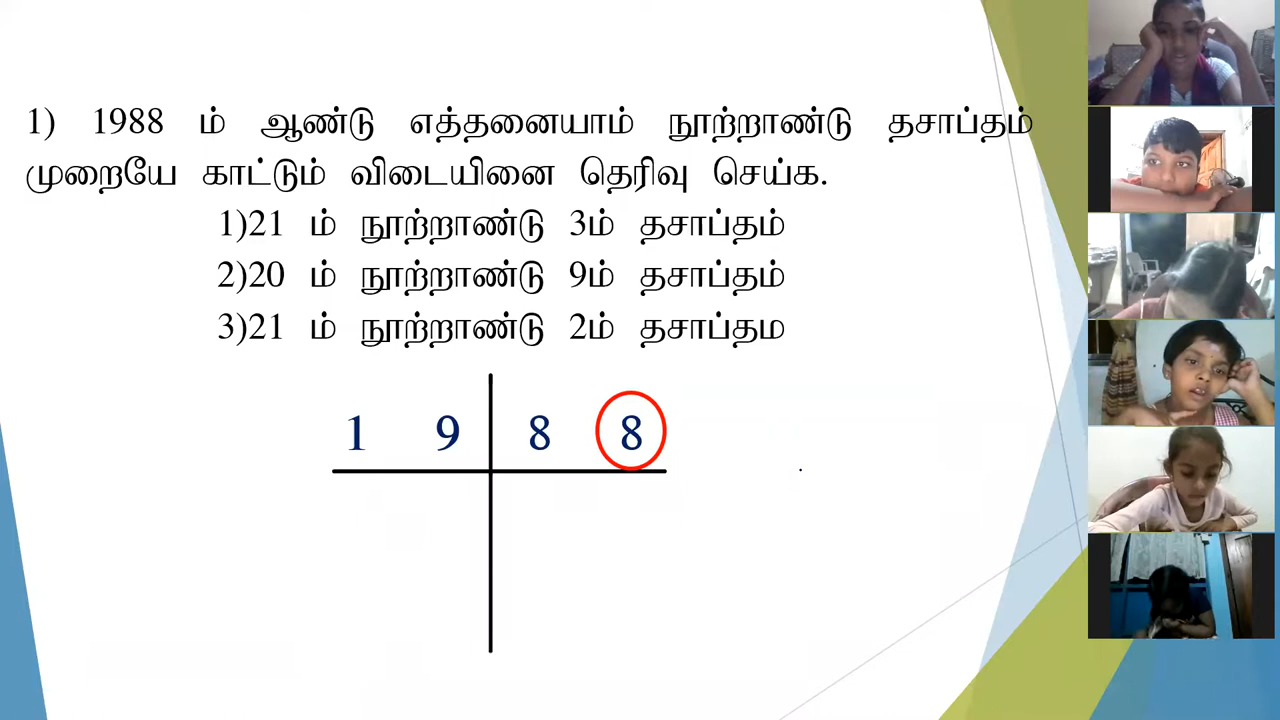 1) 1988 ம் ஆண்டு எத்தனையாம் நூற்றாண்டு தசாப்தம்
முறையே காட்டும் விடையினை தெரிவு செய்க.
1)21 ம் நூற்றாண்டு 3ம் தசாப்தம்
2)20 ம் நூற்றாண்டு 9ம் தசாப்தம்
3)21 ம் நூற்றாண்டு 2ம் தசாப்தம
1 9 8 8